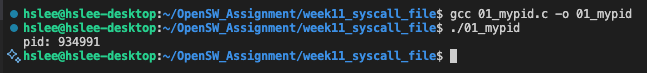 hslee@hslee-desktop:~/OpenSW_Assignment/week11_syscall_file$ gcc 01_mypid.c -o 01_mypid
hslee@hslee-desktop:~/OpenSW_Assignment/week11_syscall_file$ ./01_mypid
pid: 934991
hslee@hslee-desktop:~/OpenSW_Assignment/week11_syscall_file$